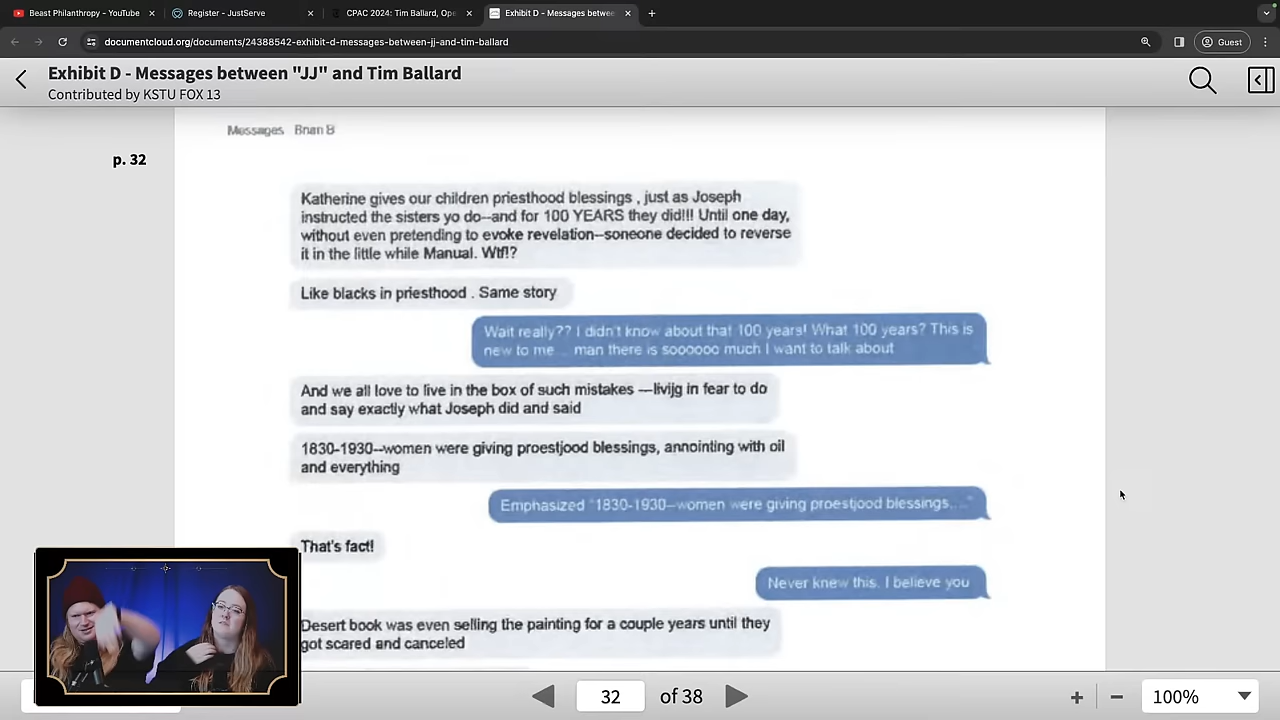 Beast Philanthropy - YouTube
Register - JustServe
CPAC 2024: Tim Ballard, Ope
Exhibit D - Messages betwee
documentcloud.org/documents/24388542-exhibit-d-messages-between-jj-and-tim-ballard
Guest
Exhibit D - Messages between "JJ" and Tim Ballard
Contributed by KSTU FOX 13
Messages Brian B
p. 32
Katherine gives our children priesthood blessings , just as Joseph
instructed the sisters yo do--and for 100 YEARS they did!!! Until one day,
without even pretending to evoke revelation--soneone decided to reverse
it in the little while Manual. Wtf!?
Like blacks in priesthood . Same story
Wait really?? I didn't know about that 100 years! What 100 years? This is
new to me... man there is soooooo much I want to talk about
And we all love to live in the box of such mistakes —livijg in fear to do
and say exactly what Joseph did and said
1830-1930--women were giving proestjood blessings, annointing with oil
and everything
Emphasized "1830-1930--women were giving proestjood blessings,..."
That's fact!
Never knew this. I believe you
Desert book was even selling the painting for a couple years until they
got scared and canceled
32 of 38
100%